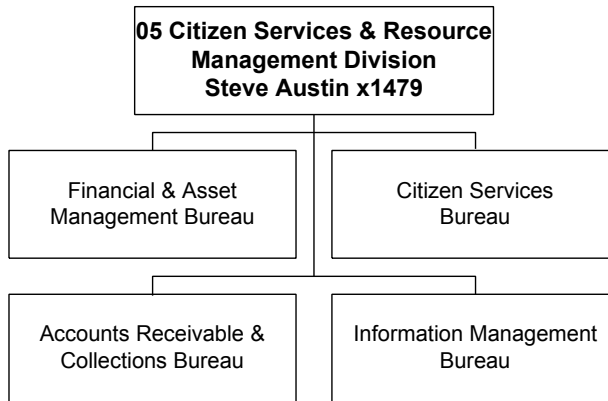 05 Citizen Services & Resource
Management Division
Steve Austin x1479
Financial & Asset
Management Bureau
Citizen Services
Bureau
Accounts Receivable &
Collections Bureau
Information Management
Bureau